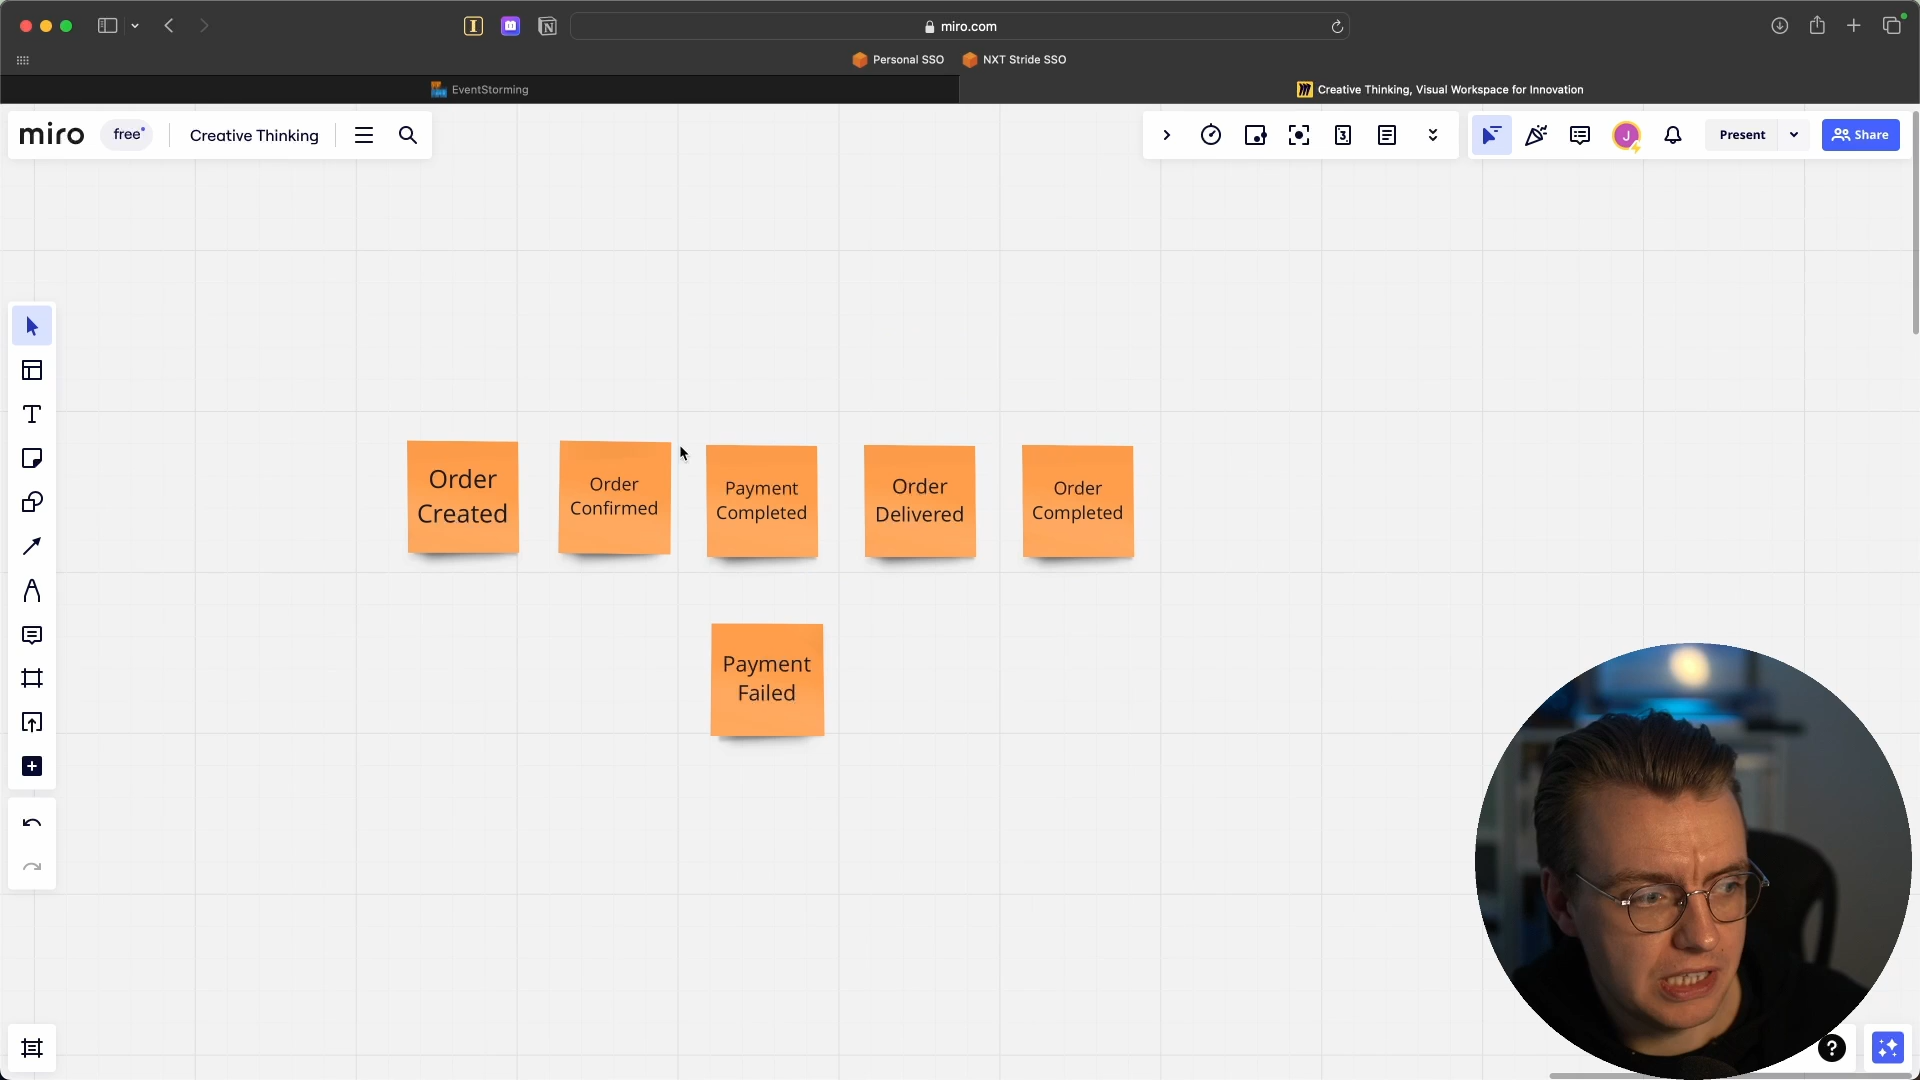 miro.com
Personal SSO
NXT Stride SSO
EventStorming
Creative Thinking, Visual Workspace for Innovation
miro
free
Creative Thinking
3
J
Present
Share
Order
Created
Order
Confirmed
Payment
Completed
Order
Delivered
Order
Completed
Payment
Failed
?